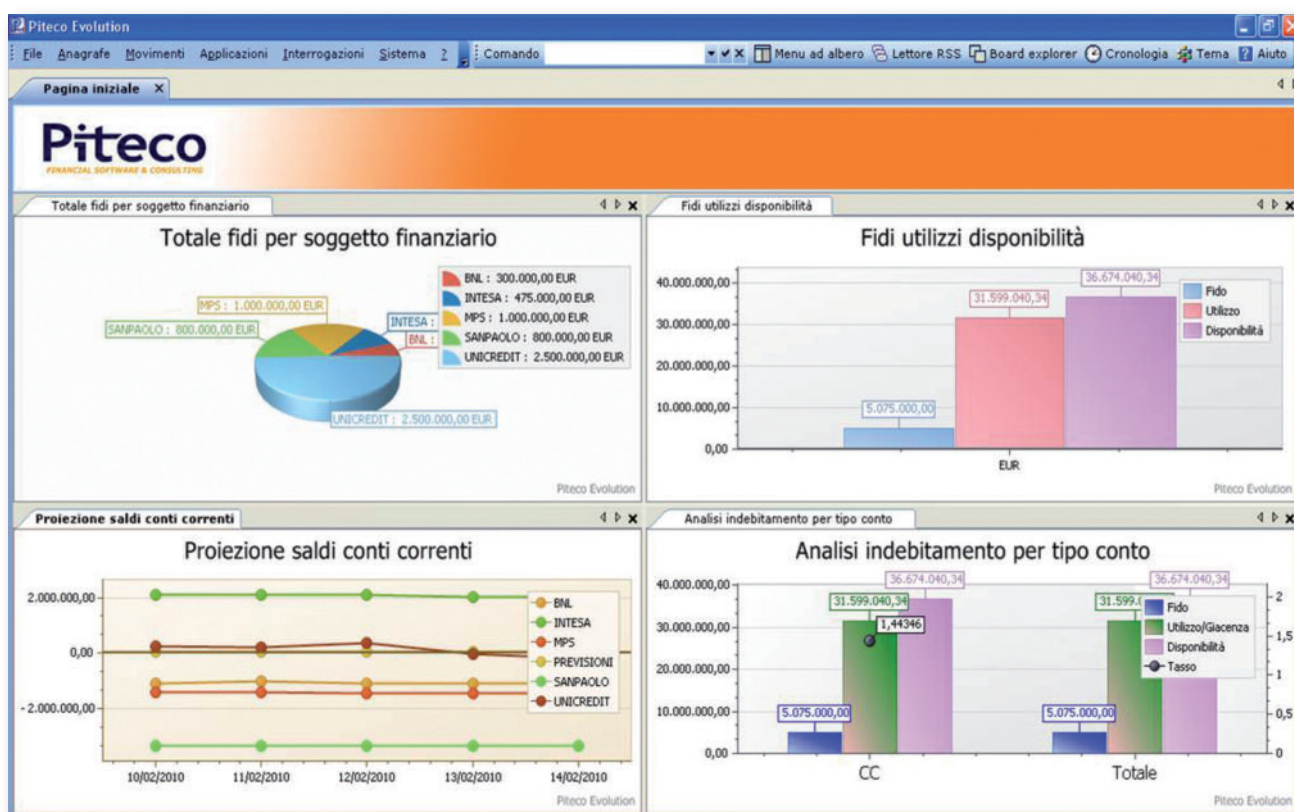 Piteco Evolution
File Anagrafe Movimenti Applicazioni Interrogazioni Sistema ? Comando Menu ad albero Lettore RSS Board explorer Cronologia Tema Aiuto
Pagina iniziale
Piteco
FINANCIAL SOFTWARE & CONSULTING
Totale fidi per soggetto finanziario
Totale fidi per soggetto finanziario
BNL : 300.000,00 EUR
INTESA : 475.000,00 EUR
MPS : 1.000.000,00 EUR
SANPAOLO : 800.000,00 EUR
UNICREDIT : 2.500.000,00 EUR
MPS : 1.000.000,00 EUR
INTESA :
SANPAOLO : 800.000,00 EUR
BNL :
UNICREDIT : 2.500.000,00 EUR
Piteco Evolution
Fidi utilizzi disponibilità
Fidi utilizzi disponibilità
40.000.000,00
30.000.000,00
20.000.000,00
10.000.000,00
0,00
5.075.000,00
31.599.040,34
36.674.040,34
Fido
Utilizzo
Disponibilità
EUR
Piteco Evolution
Proiezione saldi conti correnti
Proiezione saldi conti correnti
2.000.000,00
0,00
- 2.000.000,00
BNL
INTESA
MPS
PREVISIONI
SANPAOLO
UNICREDIT
10/02/2010 11/02/2010 12/02/2010 13/02/2010 14/02/2010
Piteco Evolution
Analisi indebitamento per tipo conto
Analisi indebitamento per tipo conto
40.000.000,00
30.000.000,00
20.000.000,00
10.000.000,00
0,00
5.075.000,00
31.599.040,34
36.674.040,34
1,44346
5.075.000,00
31.599.0
36.674.040,34
Fido
Utilizzo/Giacenza
Disponibilità
Tasso
2
1,5
1
0,5
0
CC Totale
Piteco Evolution